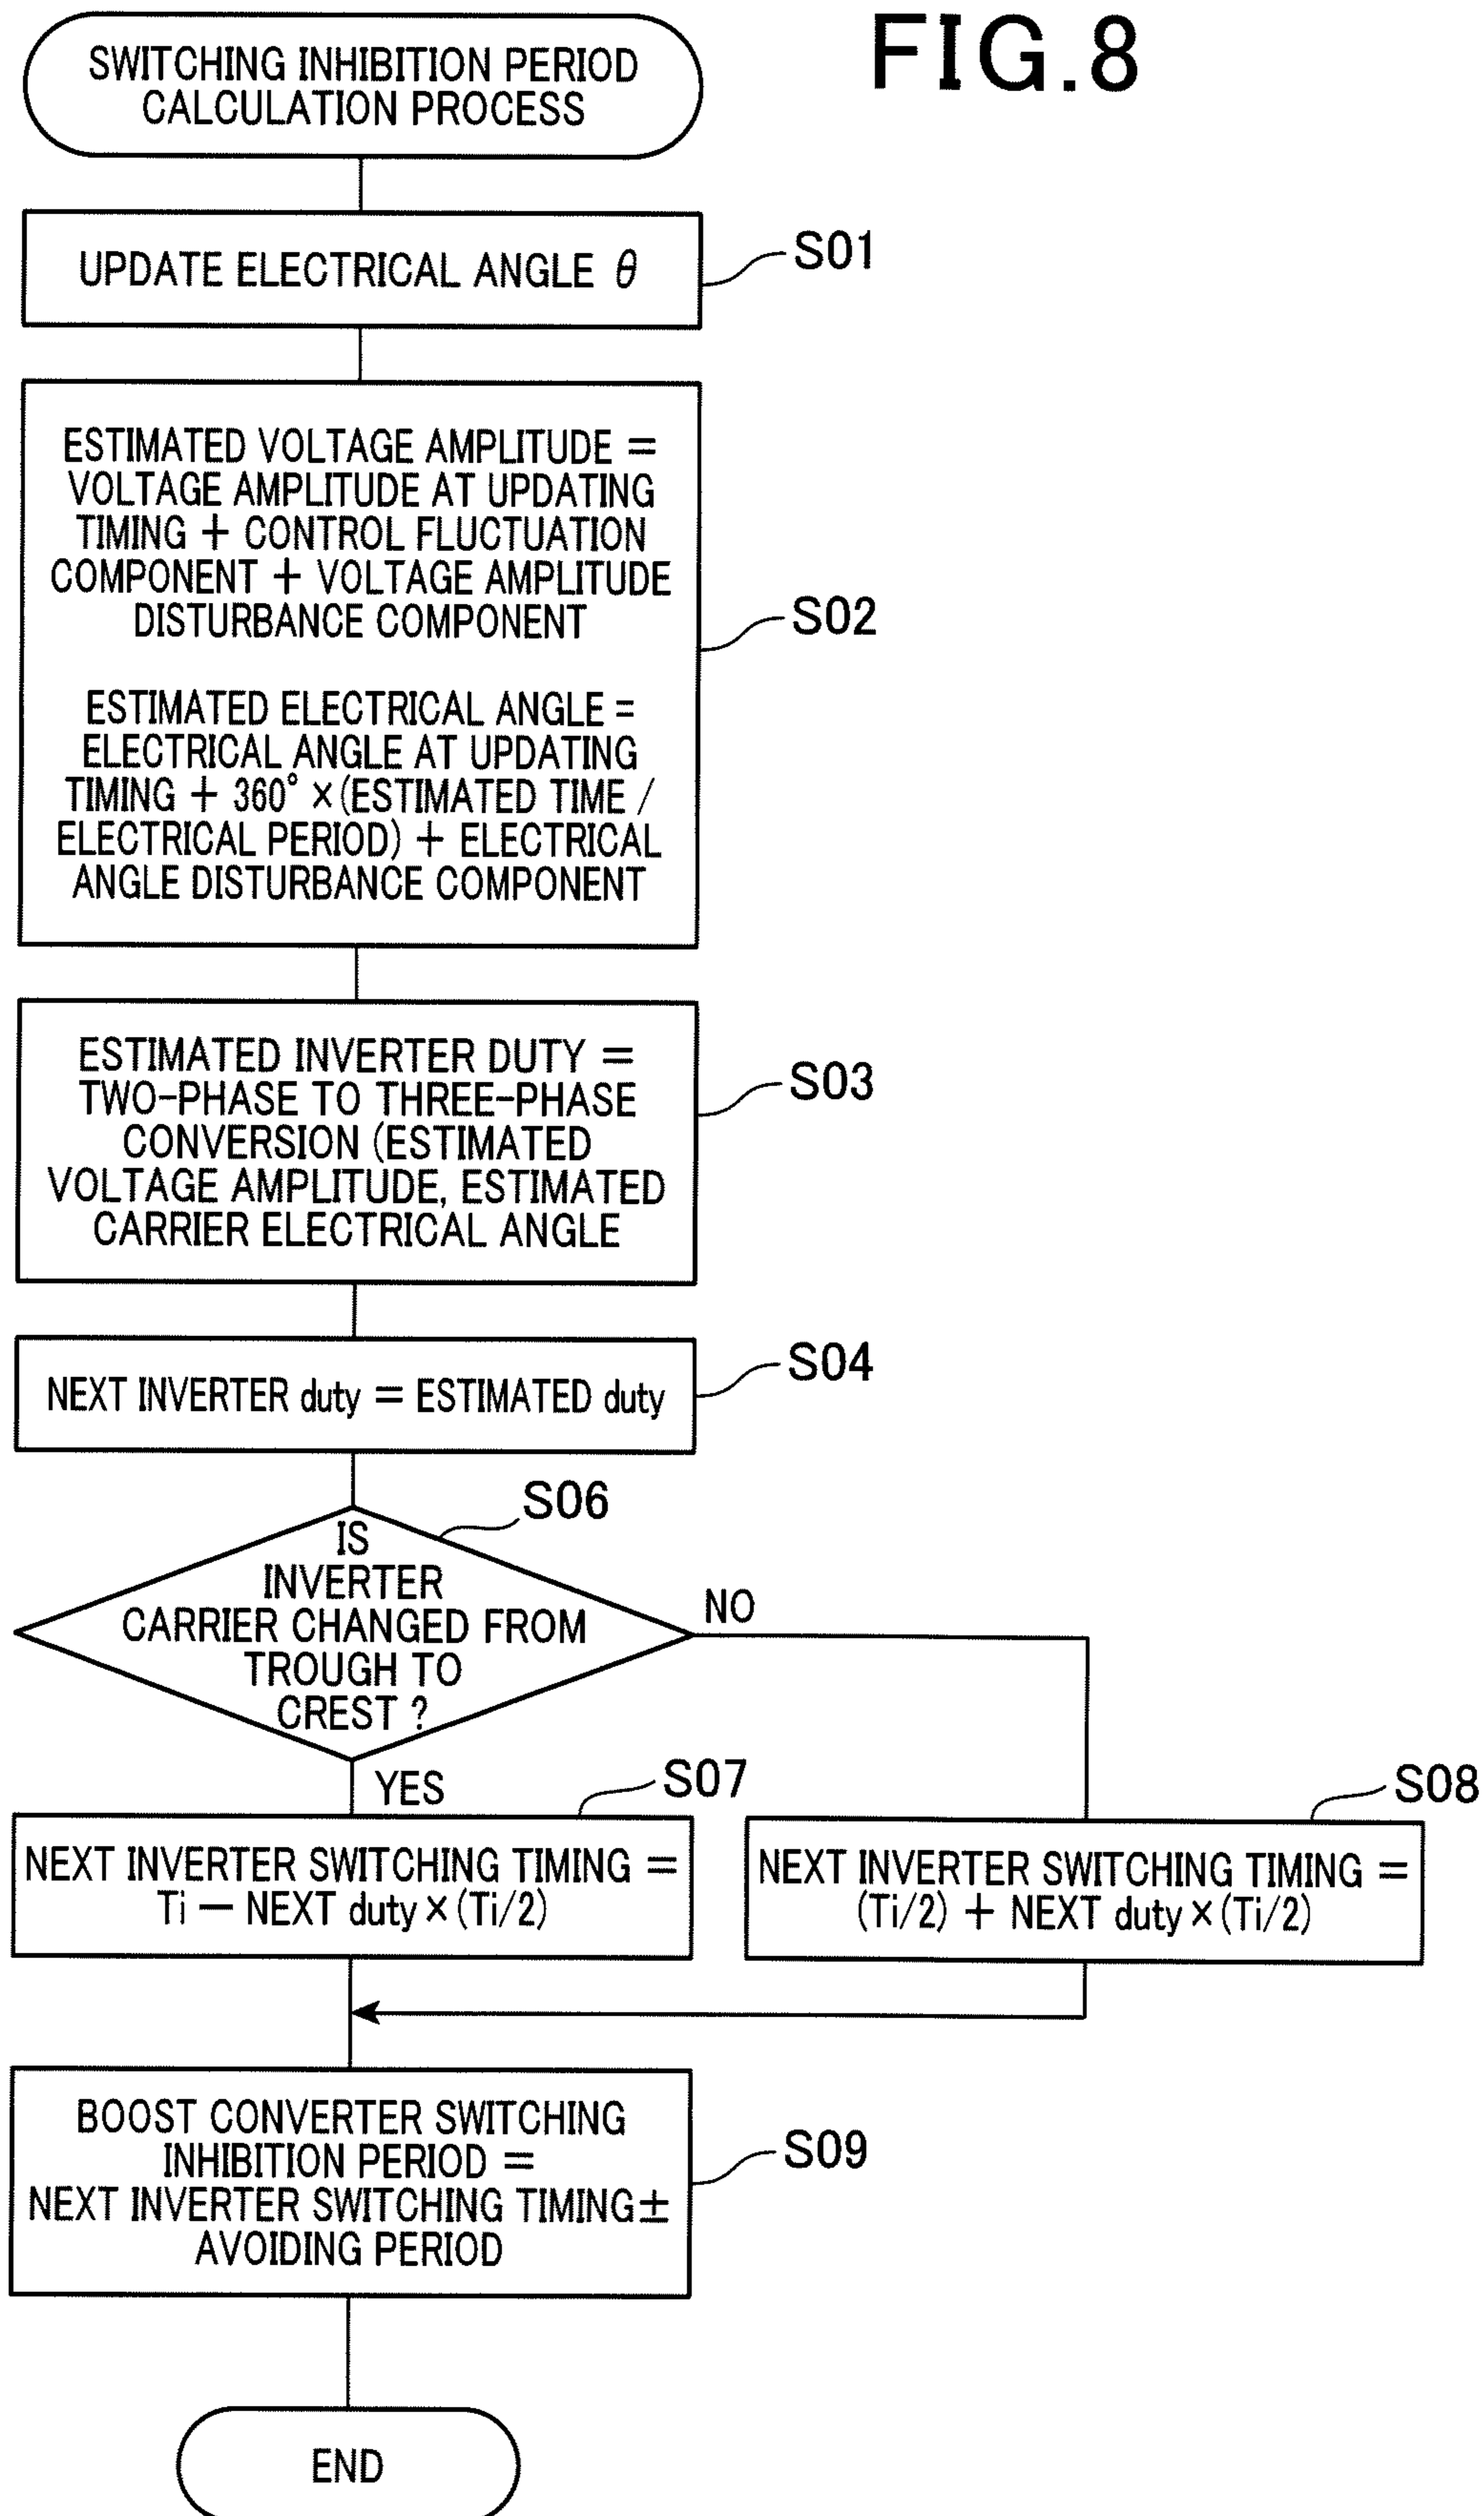 FIG.8
SWITCHING INHIBITION PERIOD
CALCULATION PROCESS
UPDATE ELECTRICAL ANGLE θ
S01
ESTIMATED VOLTAGE AMPLITUDE =
VOLTAGE AMPLITUDE AT UPDATING
TIMING + CONTROL FLUCTUATION
COMPONENT + VOLTAGE AMPLITUDE
DISTURBANCE COMPONENT
ESTIMATED ELECTRICAL ANGLE =
ELECTRICAL ANGLE AT UPDATING
TIMING + 360° ×(ESTIMATED TIME /
ELECTRICAL PERIOD) + ELECTRICAL
ANGLE DISTURBANCE COMPONENT
S02
ESTIMATED INVERTER DUTY =
TWO-PHASE TO THREE-PHASE
CONVERSION (ESTIMATED
VOLTAGE AMPLITUDE, ESTIMATED
CARRIER ELECTRICAL ANGLE
S03
NEXT INVERTER duty = ESTIMATED duty
S04
IS
INVERTER
CARRIER CHANGED FROM
TROUGH TO
CREST ?
S06
NO
YES
NEXT INVERTER SWITCHING TIMING =
Ti − NEXT duty×(Ti/2)
S07
NEXT INVERTER SWITCHING TIMING =
(Ti/2) + NEXT duty×(Ti/2)
S08
BOOST CONVERTER SWITCHING
INHIBITION PERIOD =
NEXT INVERTER SWITCHING TIMING±
AVOIDING PERIOD
S09
END